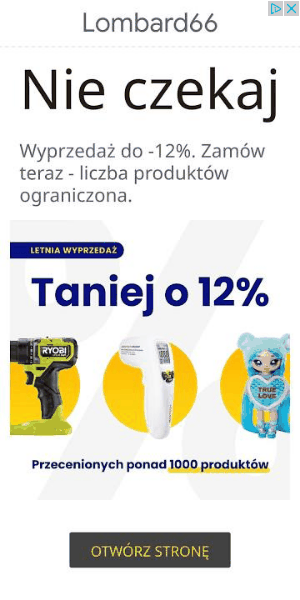 Lombard66
Nie czekaj
Wyprzedaż do -12%. Zamów
teraz - liczba produktów
ograniczona.
LETNIA WYPRZEDAŻ
Taniej o 12%
RYOBI
TRUE
LOVE
Przecenionych ponad 1000 produktów
OTWÓRZ STRONĘ